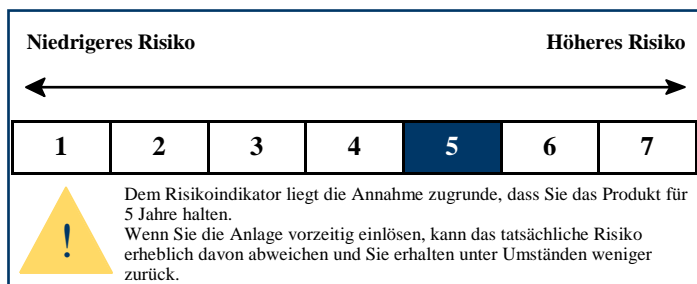 Niedrigeres Risiko Höheres Risiko
1 2 3 4 5 6 7
Dem Risikoindikator liegt die Annahme zugrunde, dass Sie das Produkt für
5 Jahre halten.
Wenn Sie die Anlage vorzeitig einlösen, kann das tatsächliche Risiko
erheblich davon abweichen und Sie erhalten unter Umständen weniger
zurück.
!